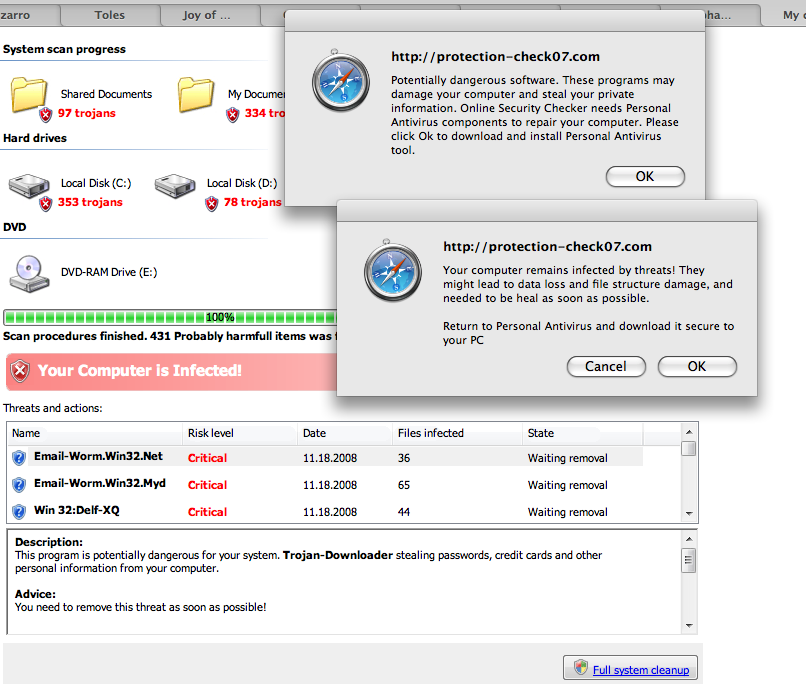 zarro
Toles
Joy of ...
ha...
My c
System scan progress
Shared Documents
97 trojans
My Docume
334 tro
Hard drives
Local Disk (C:)
353 trojans
Local Disk (D:)
78 trojans
DVD
DVD-RAM Drive (E:)
100%
Scan procedures finished. 431 Probably harmfull items was
Your Computer is Infected!
http://protection-check07.com
Potentially dangerous software. These programs may
damage your computer and steal your private
information. Online Security Checker needs Personal
Antivirus components to repair your computer. Please
click Ok to download and install Personal Antivirus
tool.
OK
http://protection-check07.com
Your computer remains infected by threats! They
might lead to data loss and file structure damage, and
needed to be heal as soon as possible.
Return to Personal Antivirus and download it secure to
your PC
Cancel
OK
Threats and actions:
Name Risk level Date Files infected State
Email-Worm.Win32.Net Critical 11.18.2008 36 Waiting removal
Email-Worm.Win32.Myd Critical 11.18.2008 65 Waiting removal
Win 32:Delf-XQ Critical 11.18.2008 44 Waiting removal
Description:
This program is potentially dangerous for your system. Trojan-Downloader stealing passwords, credit cards and other
personal information from your computer.
Advice:
You need to remove this threat as soon as possible!
Full system cleanup